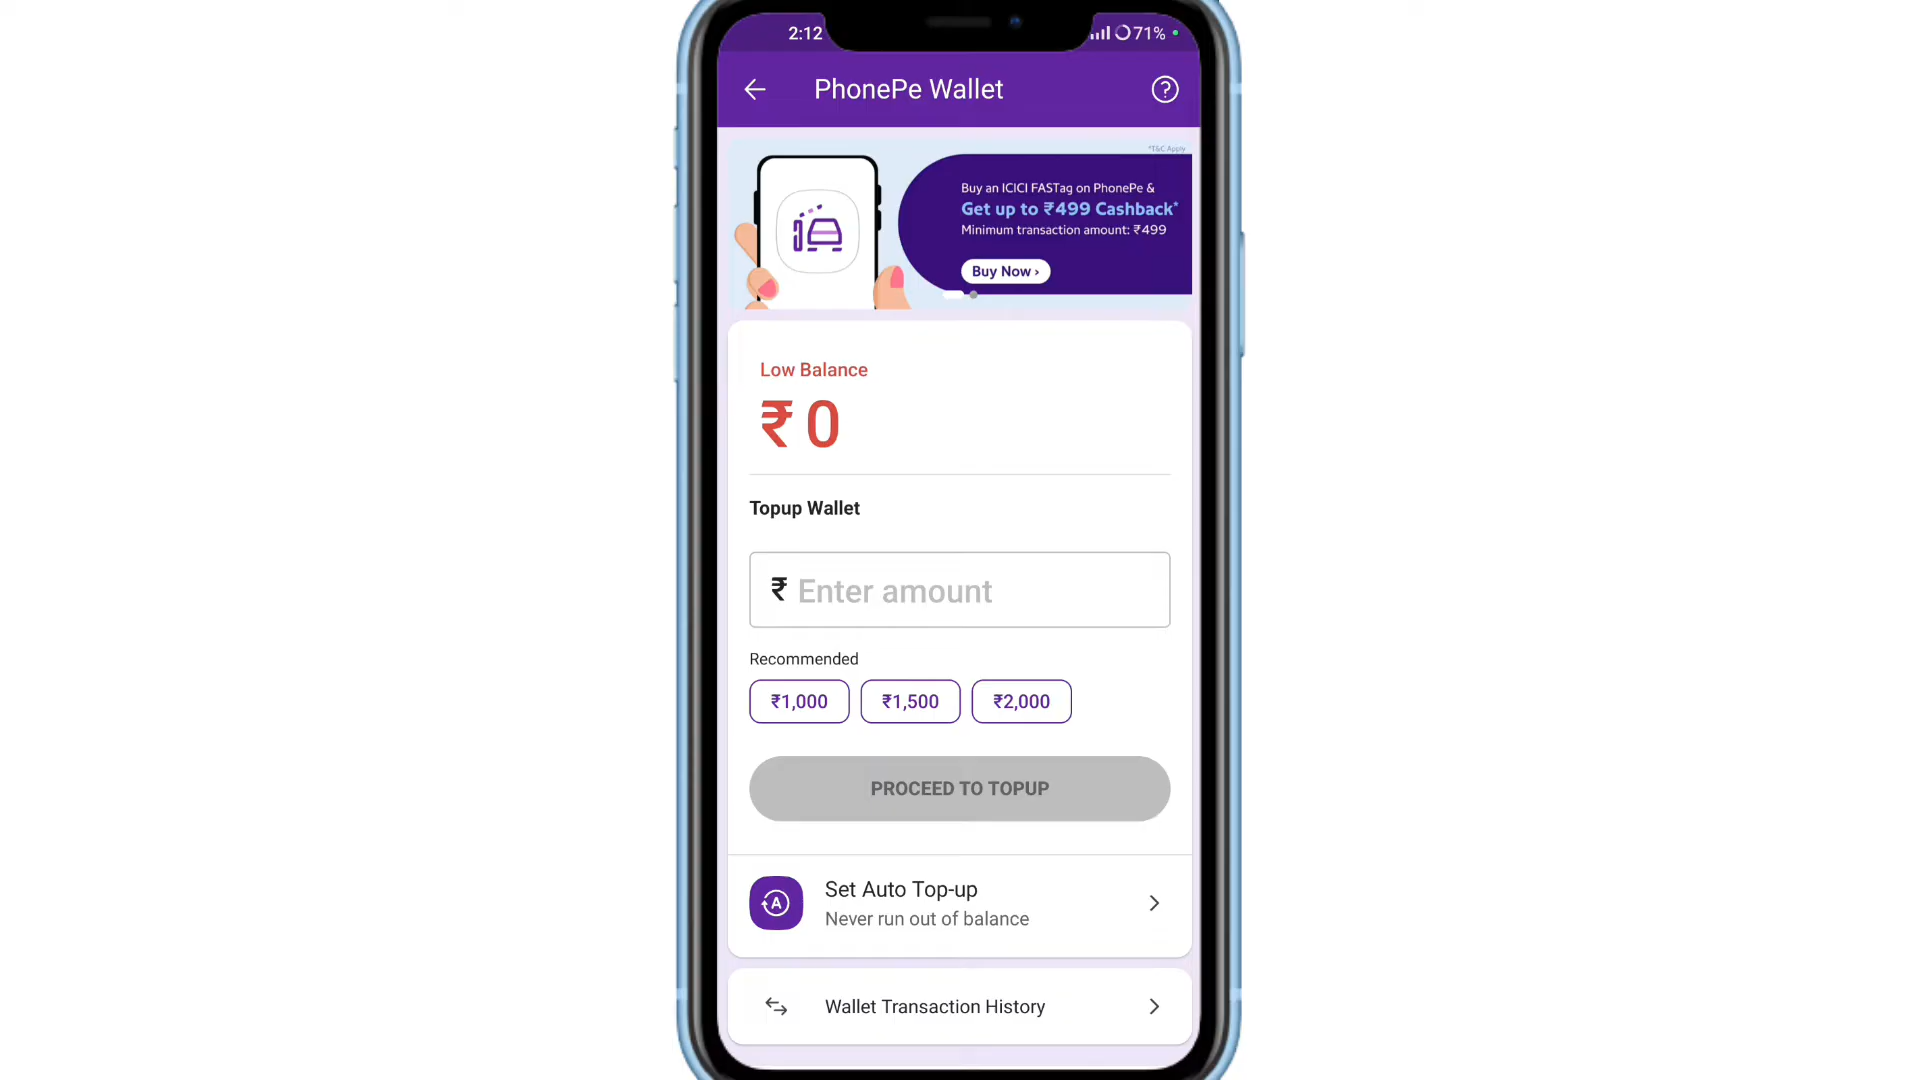 2:12
71%
PhonePe Wallet
*T&C Apply
Buy an ICICI FASTag on PhonePe &
Get up to ₹499 Cashback*
Minimum transaction amount: ₹499
Buy Now ›
Low Balance
₹ 0
Topup Wallet
₹ Enter amount
Recommended
₹1,000 ₹1,500 ₹2,000
PROCEED TO TOPUP
A
Set Auto Top-up
Never run out of balance
Wallet Transaction History